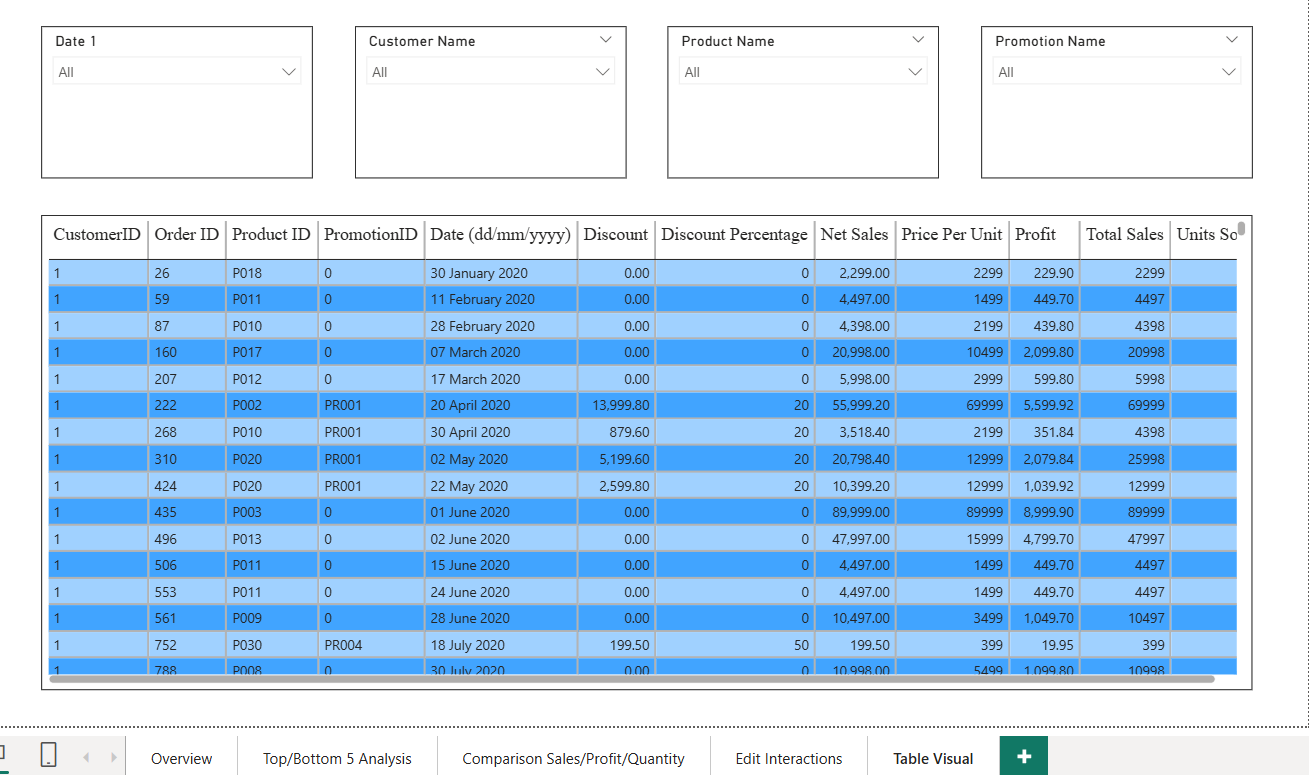 Date 1 Customer Name Product Name Promotion Name
All All All All
CustomerID Order ID Product ID PromotionID Date (dd/mm/yyyy) Discount Discount Percentage Net Sales Price Per Unit Profit Total Sales Units So
1 26 P018 0 30 January 2020 0.00 0 2,299.00 2299 229.90 2299
1 59 P011 0 11 February 2020 0.00 0 4,497.00 1499 449.70 4497
1 87 P010 0 28 February 2020 0.00 0 4,398.00 2199 439.80 4398
1 160 P017 0 07 March 2020 0.00 0 20,998.00 10499 2,099.80 20998
1 207 P012 0 17 March 2020 0.00 0 5,998.00 2999 599.80 5998
1 222 P002 PR001 20 April 2020 13,999.80 20 55,999.20 69999 5,599.92 69999
1 268 P010 PR001 30 April 2020 879.60 20 3,518.40 2199 351.84 4398
1 310 P020 PR001 02 May 2020 5,199.60 20 20,798.40 12999 2,079.84 25998
1 424 P020 PR001 22 May 2020 2,599.80 20 10,399.20 12999 1,039.92 12999
1 435 P003 0 01 June 2020 0.00 0 89,999.00 89999 8,999.90 89999
1 496 P013 0 02 June 2020 0.00 0 47,997.00 15999 4,799.70 47997
1 506 P011 0 15 June 2020 0.00 0 4,497.00 1499 449.70 4497
1 553 P011 0 24 June 2020 0.00 0 4,497.00 1499 449.70 4497
1 561 P009 0 28 June 2020 0.00 0 10,497.00 3499 1,049.70 10497
1 752 P030 PR004 18 July 2020 199.50 50 199.50 399 19.95 399
1 788 P008 0 30 July 2020 0.00 0 10,998.00 5499 1,099.80 10998
Overview Top/Bottom 5 Analysis Comparison Sales/Profit/Quantity Edit Interactions Table Visual +